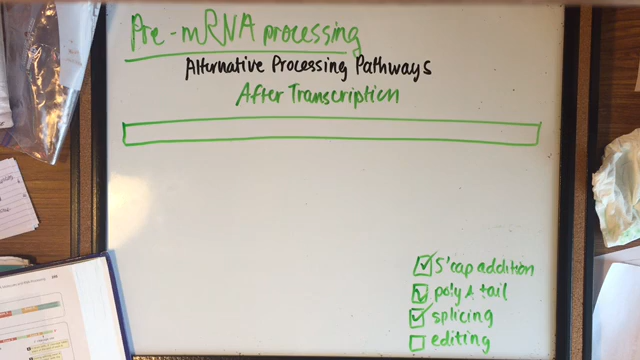 Pre-mRNA processing
Alternative Processing Pathways
After Transcription
5' cap addition
poly A tail
splicing
editing